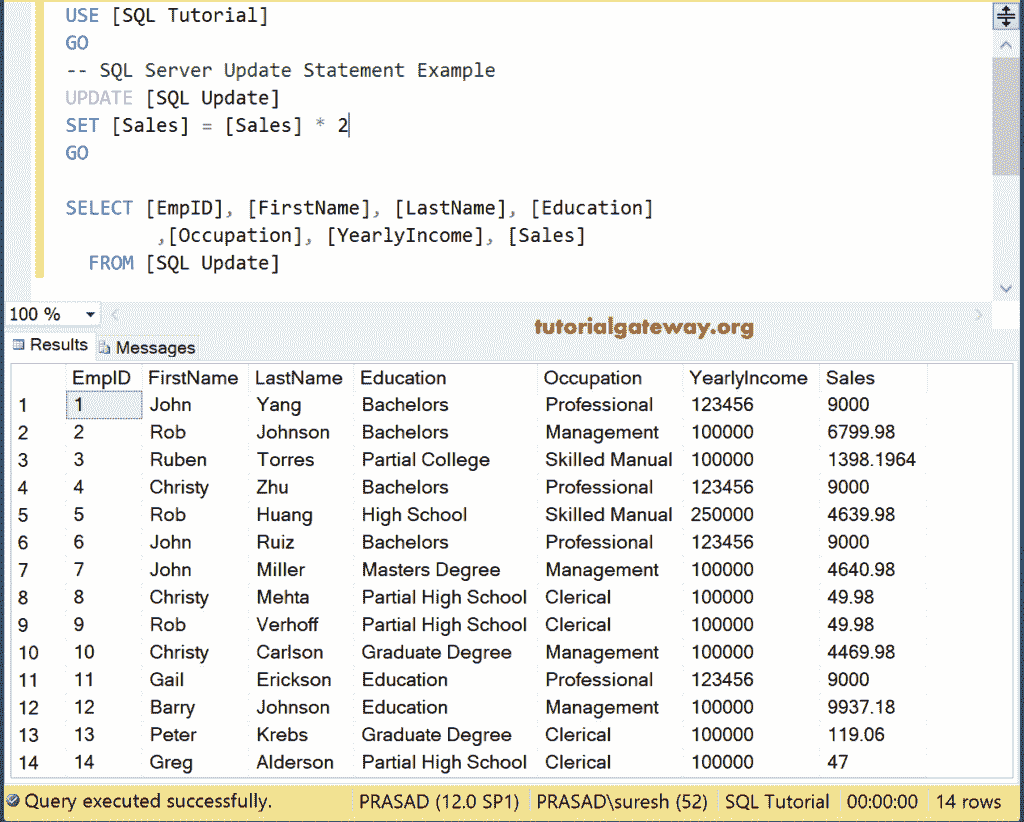 USE [SQL Tutorial]
GO
-- SQL Server Update Statement Example
UPDATE [SQL Update]
SET [Sales] = [Sales] * 2
GO
SELECT [EmpID], [FirstName], [LastName], [Education]
,[Occupation], [YearlyIncome], [Sales]
FROM [SQL Update]
100 %
tutorialgateway.org
Results Messages
EmpID FirstName LastName Education Occupation YearlyIncome Sales
1 1 John Yang Bachelors Professional 123456 9000
2 2 Rob Johnson Bachelors Management 100000 6799.98
3 3 Ruben Torres Partial College Skilled Manual 100000 1398.1964
4 4 Christy Zhu Bachelors Professional 123456 9000
5 5 Rob Huang High School Skilled Manual 250000 4639.98
6 6 John Ruiz Bachelors Professional 123456 9000
7 7 John Miller Masters Degree Management 100000 4640.98
8 8 Christy Mehta Partial High School Clerical 100000 49.98
9 9 Rob Verhoff Partial High School Clerical 100000 49.98
10 10 Christy Carlson Graduate Degree Management 100000 4469.98
11 11 Gail Erickson Education Professional 123456 9000
12 12 Barry Johnson Education Management 100000 9937.18
13 13 Peter Krebs Graduate Degree Clerical 100000 119.06
14 14 Greg Alderson Partial High School Clerical 100000 47
Query executed successfully. PRASAD (12.0 SP1) PRASAD\suresh (52) SQL Tutorial 00:00:00 14 rows